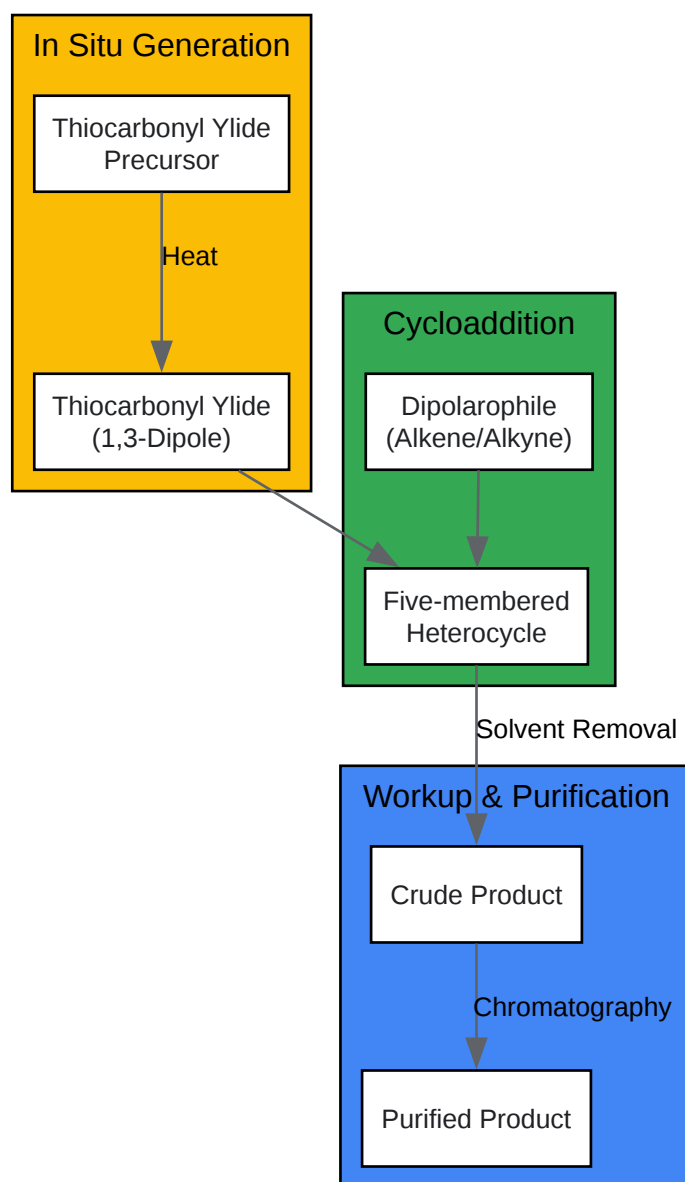 In Situ Generation
Thiocarbonyl Ylide
Precursor
Heat
Thiocarbonyl Ylide
(1,3-Dipole)
Cycloaddition
Dipolarophile
(Alkene/Alkyne)
Five-membered
Heterocycle
Solvent Removal
Workup & Purification
Crude Product
Chromatography
Purified Product